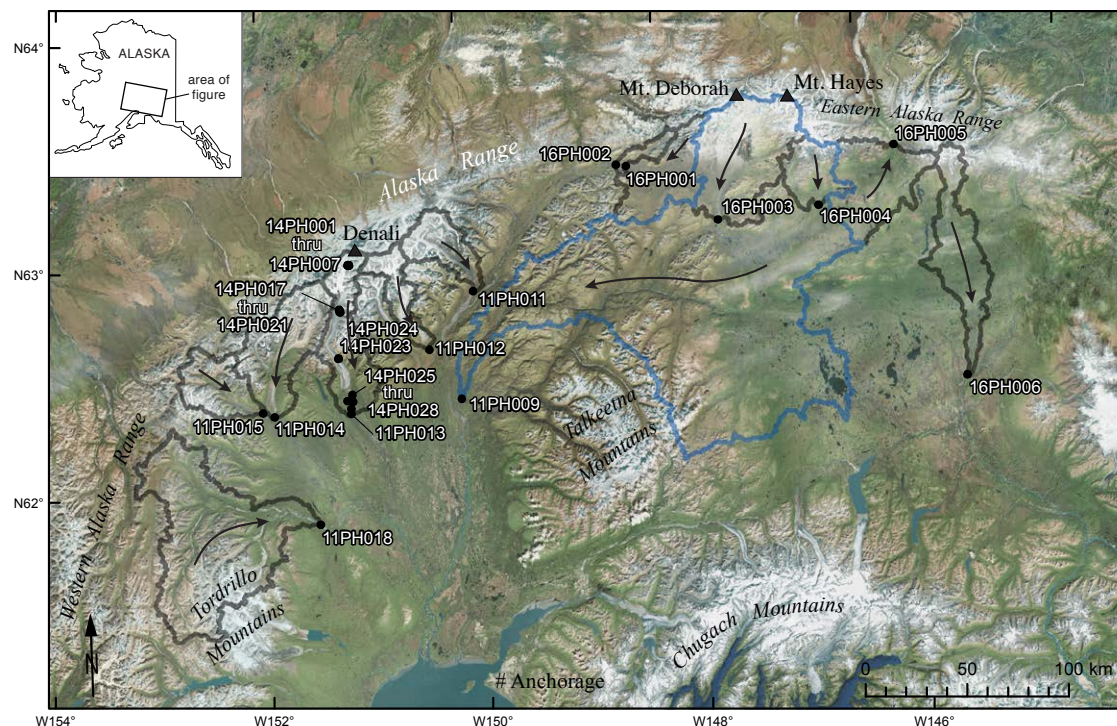 N64°
ALASKA
area of
figure
Mt. Deborah
Mt. Hayes
Eastern Alaska Range
16PH005
16PH002
16PH001
Alaska Range
16PH003
16PH004
14PH001
thru
14PH007
Denali
N63°
14PH017
thru
14PH021
11PH011
14PH024
14PH023
11PH012
14PH025
thru
14PH028
11PH009
16PH006
11PH015
11PH014
11PH013
Talkeetna
Mountains
Western Alaska Range
N62°
11PH018
Tordrillo
Mountains
Chugach Mountains
N
# Anchorage
0 50 100 km
W154° W152° W150° W148° W146°